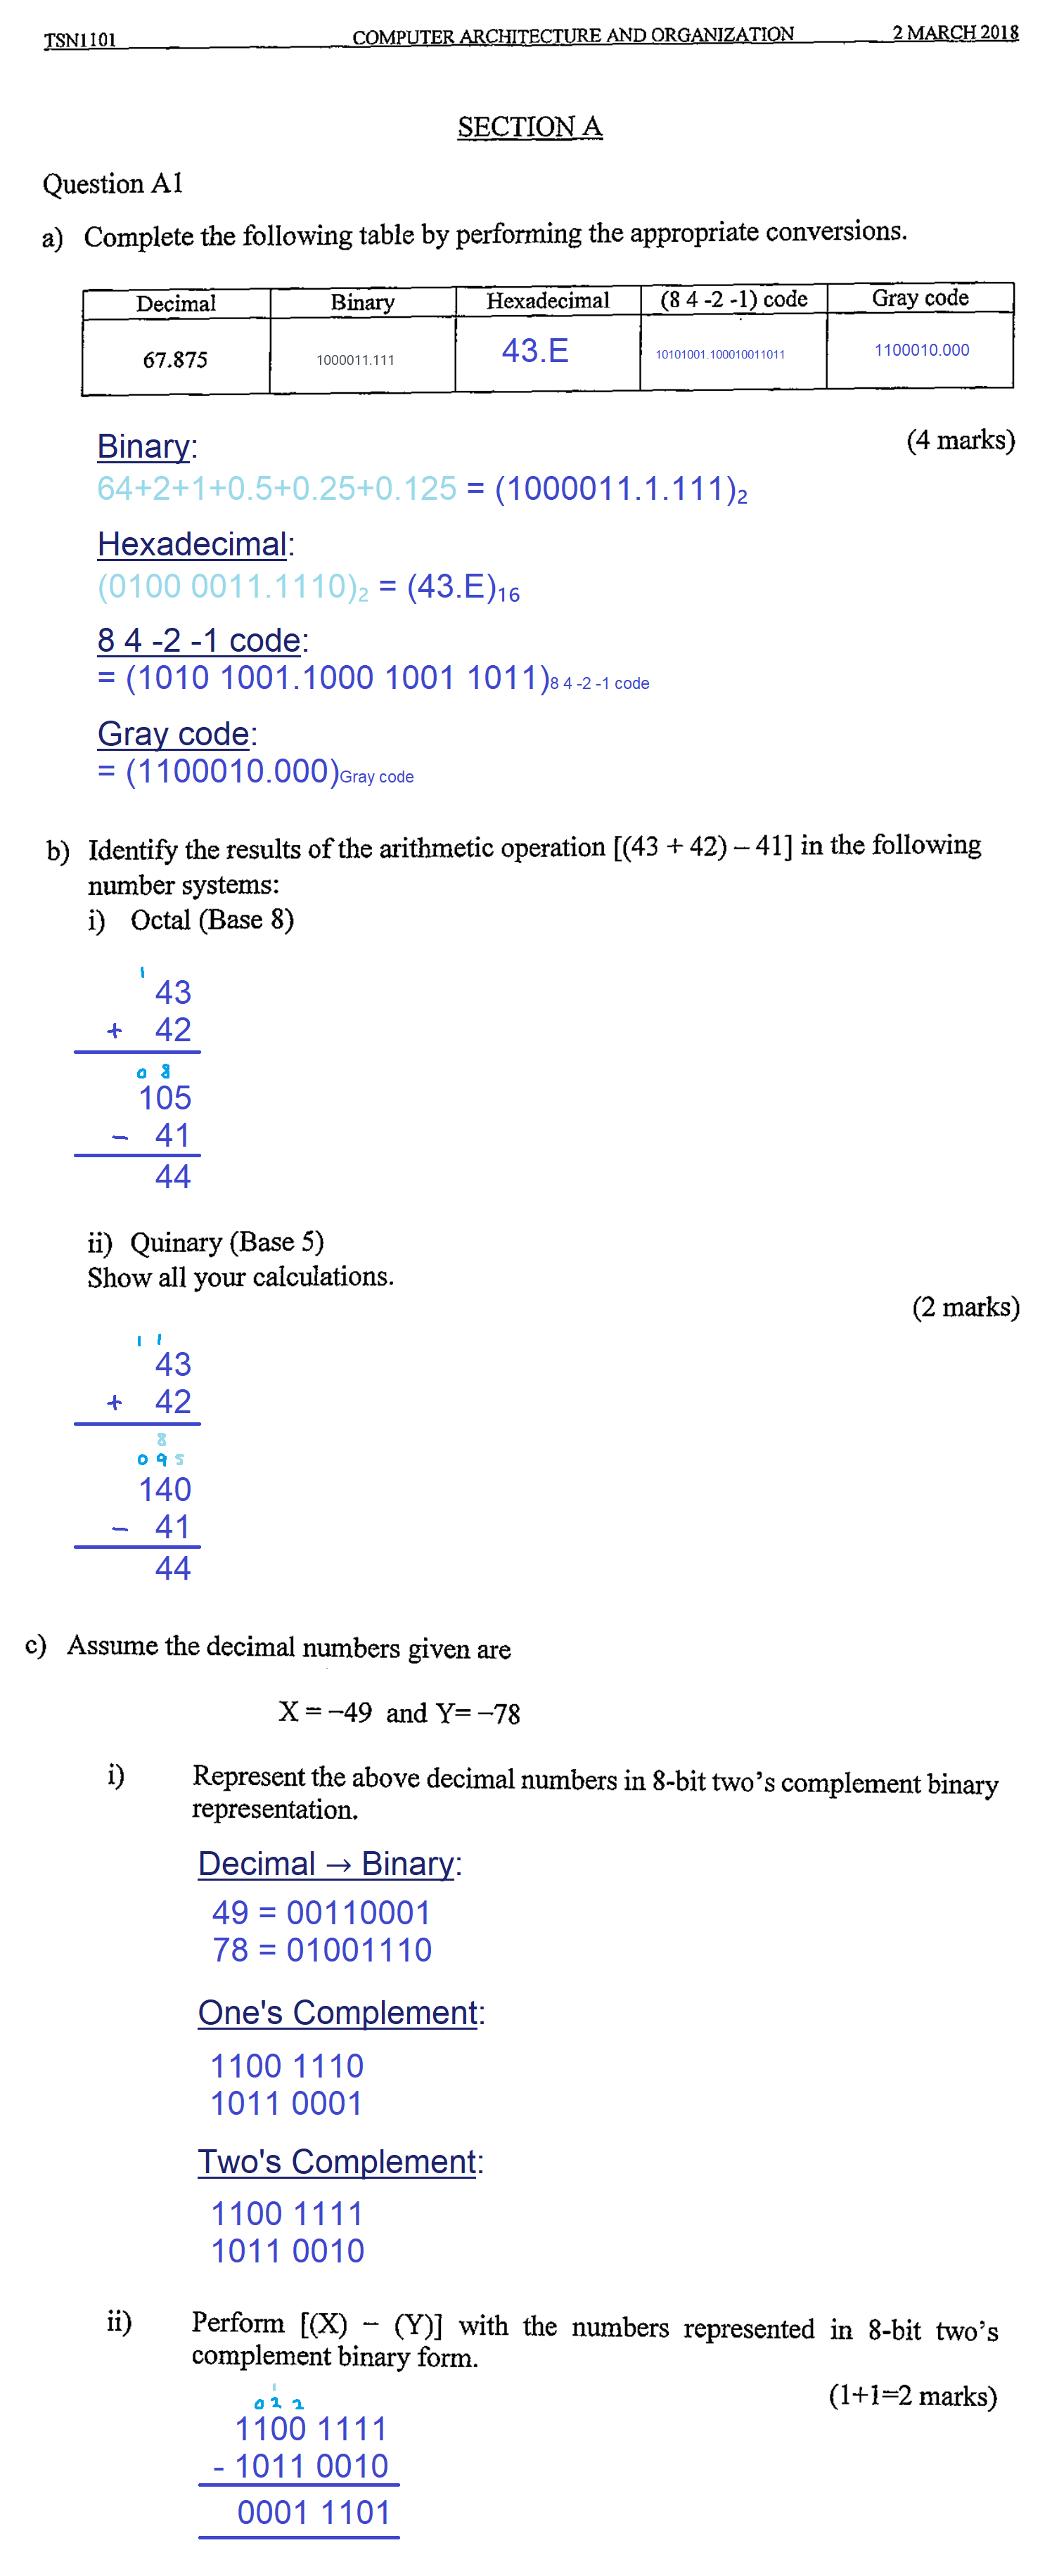 TSN1101 COMPUTER ARCHITECTURE AND ORGANIZATION 2 MARCH 2018
SECTION A
Question A1
a) Complete the following table by performing the appropriate conversions.
Decimal Binary Hexadecimal (8 4 -2 -1) code Gray code
67.875 1000011.111 43.E 10101001.100010011011 1100010.000
(4 marks)
Binary:
64+2+1+0.5+0.25+0.125 = (1000011.1.111)2
Hexadecimal:
(0100 0011.1110)2 = (43.E)16
8 4 -2 -1 code:
= (1010 1001.1000 1001 1011)8 4 -2 -1 code
Gray code:
= (1100010.000)Gray code
b) Identify the results of the arithmetic operation [(43 + 42) – 41] in the following
number systems:
i) Octal (Base 8)
1
43
+ 42
0 8
105
- 41
44
ii) Quinary (Base 5)
Show all your calculations.
(2 marks)
1 1
43
+ 42
8
0 9 5
140
- 41
44
c) Assume the decimal numbers given are
X = –49 and Y= –78
i) Represent the above decimal numbers in 8-bit two's complement binary
representation.
Decimal → Binary:
49 = 00110001
78 = 01001110
One's Complement:
1100 1110
1011 0001
Two's Complement:
1100 1111
1011 0010
ii) Perform [(X) – (Y)] with the numbers represented in 8-bit two's
complement binary form.
(1+1=2 marks)
1
0 2 2
1100 1111
- 1011 0010
0001 1101